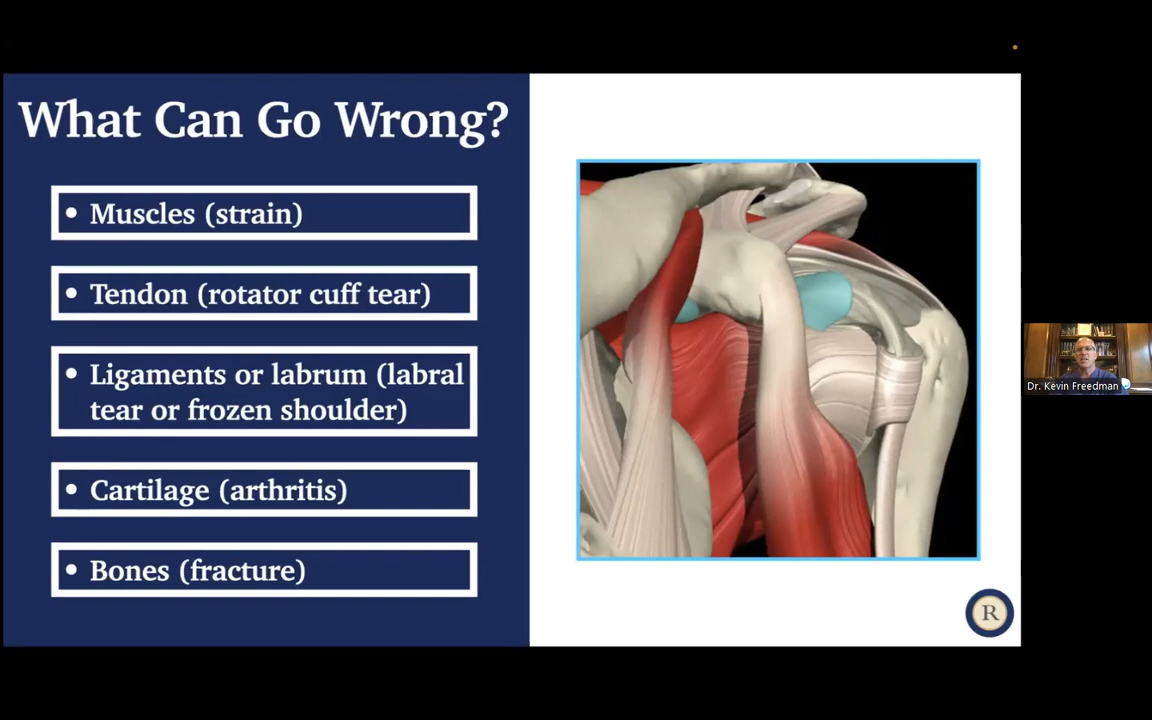 What Can Go Wrong?
• Muscles (strain)
• Tendon (rotator cuff tear)
• Ligaments or labrum (labral
tear or frozen shoulder)
• Cartilage (arthritis)
• Bones (fracture)
Dr. Kevin Freedman
R